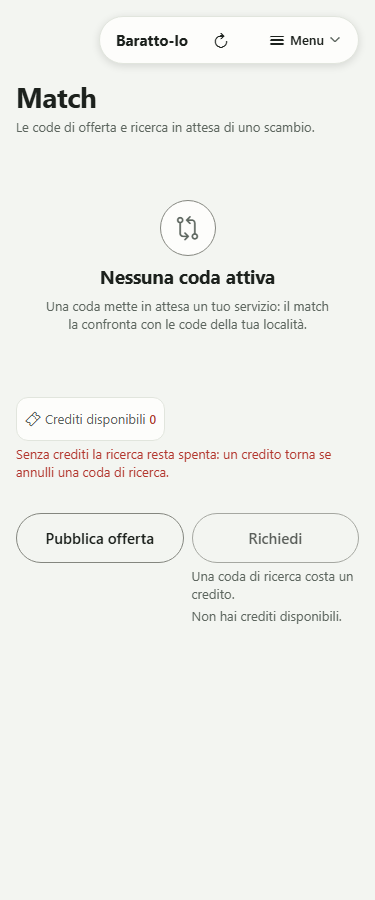 Baratto-lo
Menu
Match
Le code di offerta e ricerca in attesa di uno scambio.
Nessuna coda attiva
Una coda mette in attesa un tuo servizio: il match
la confronta con le code della tua località.
Crediti disponibili 0
Senza crediti la ricerca resta spenta: un credito torna se
annulli una coda di ricerca.
Pubblica offerta
Richiedi
Una coda di ricerca costa un
credito.
Non hai crediti disponibili.